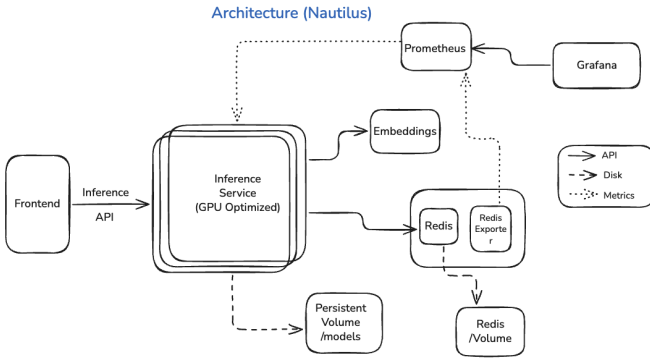 Architecture (Nautilus)
Prometheus
Grafana
Embeddings
Inference
Service
(GPU Optimized)
Frontend
Inference
API
Redis
Redis
Exporte
r
API
Disk
Metrics
Persistent
Volume
/models
Redis
/Volume